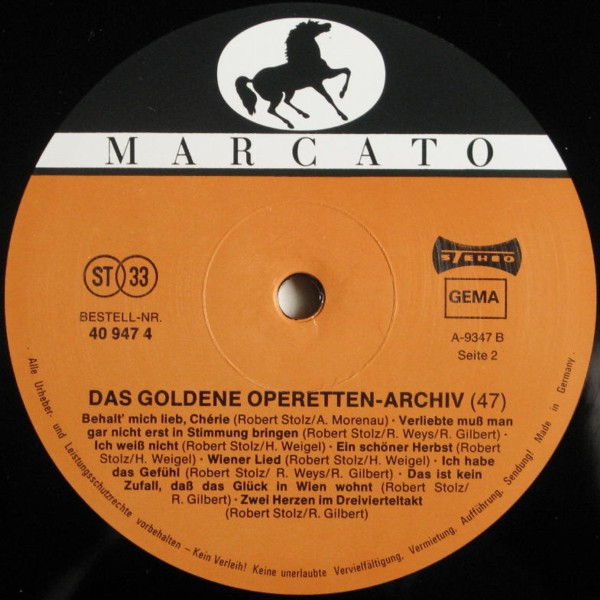 MARCATO
ST 33
STEREO
GEMA
BESTELL-NR.
40 947 4
A-9347 B
Seite 2
DAS GOLDENE OPERETTEN-ARCHIV (47)
Behalt' mich lieb, Chérie (Robert Stolz/A. Morenau) · Verliebte muß man
gar nicht erst in Stimmung bringen (Robert Stolz/R. Weys/R. Gilbert) ·
Ich weiß nicht (Robert Stolz/H. Weigel) · Ein schöner Herbst (Robert
Stolz/H. Weigel) · Wiener Lied (Robert Stolz/H. Weigel) · Ich habe
das Gefühl (Robert Stolz/ R. Weys/R. Gilbert) · Das ist kein
Zufall, daß das Glück in Wien wohnt (Robert Stolz/
R. Gilbert) · Zwei Herzen im Dreivierteltakt
(Robert Stolz/R. Gilbert)
Alle Urheber- und Leistungsschutzrechte vorbehalten – Kein Verleih! Keine unerlaubte Vervielfältigung, Vermietung, Aufführung, Sendung! Made in Germany.